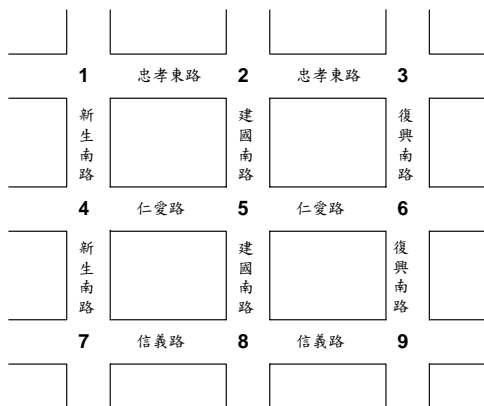 1 忠孝東路 2 忠孝東路 3
新生南路 建國南路 復興南路
4 仁愛路 5 仁愛路 6
新生南路 建國南路 復興南路
7 信義路 8 信義路 9